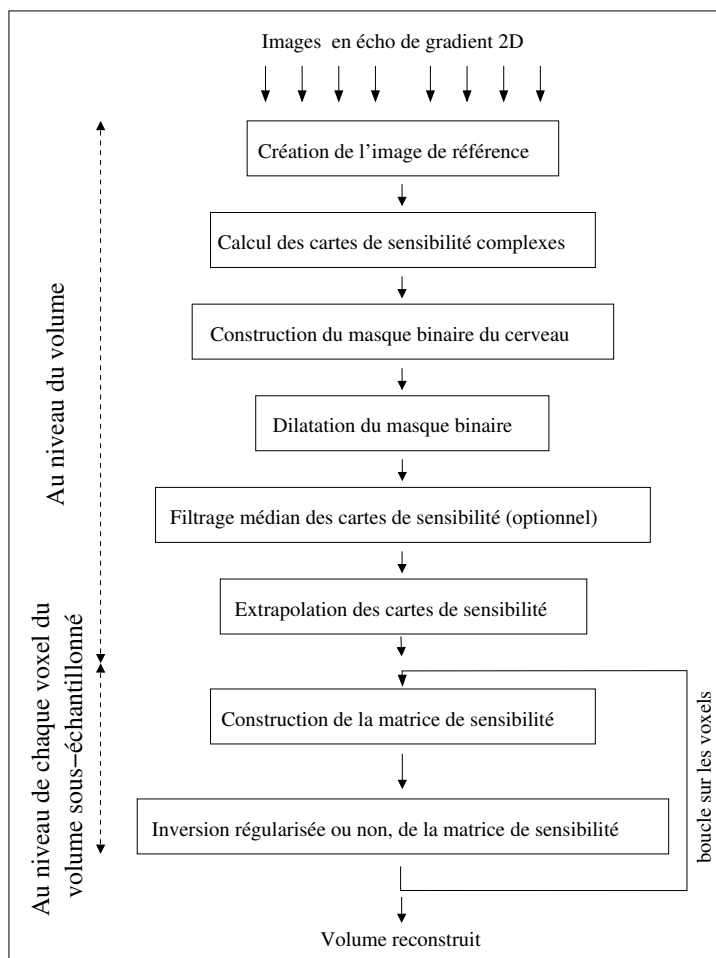 Images en écho de gradient 2D
Création de l'image de référence
Calcul des cartes de sensibilité complexes
Construction du masque binaire du cerveau
Dilatation du masque binaire
Filtrage médian des cartes de sensibilité (optionnel)
Extrapolation des cartes de sensibilité
Construction de la matrice de sensibilité
Inversion régularisée ou non, de la matrice de sensibilité
Volume reconstruit
Au niveau du volume
Au niveau de chaque voxel du
volume sous−échantillonné
boucle sur les voxels